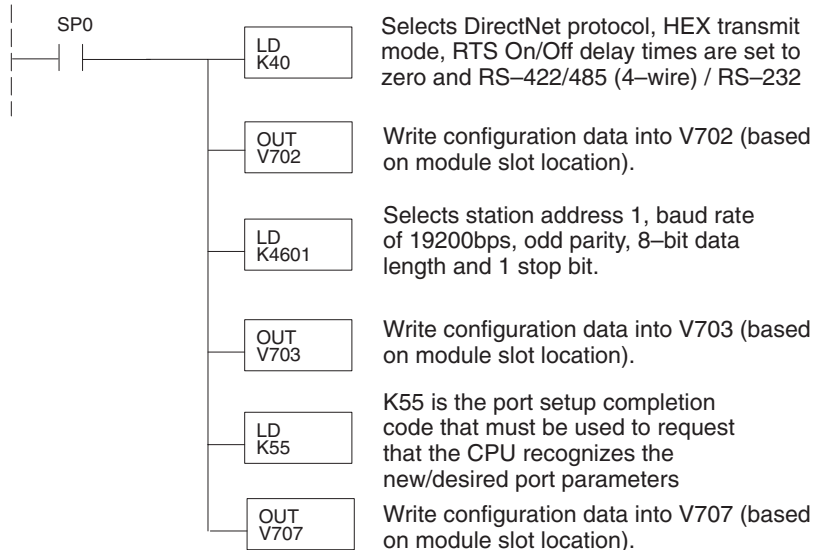 SP0
LD
K40
Selects DirectNet protocol, HEX transmit
mode, RTS On/Off delay times are set to
zero and RS–422/485 (4–wire) / RS–232
OUT
V702
Write configuration data into V702 (based
on module slot location).
LD
K4601
Selects station address 1, baud rate
of 19200bps, odd parity, 8–bit data
length and 1 stop bit.
OUT
V703
Write configuration data into V703 (based
on module slot location).
LD
K55
K55 is the port setup completion
code that must be used to request
that the CPU recognizes the
new/desired port parameters
OUT
V707
Write configuration data into V707 (based
on module slot location).